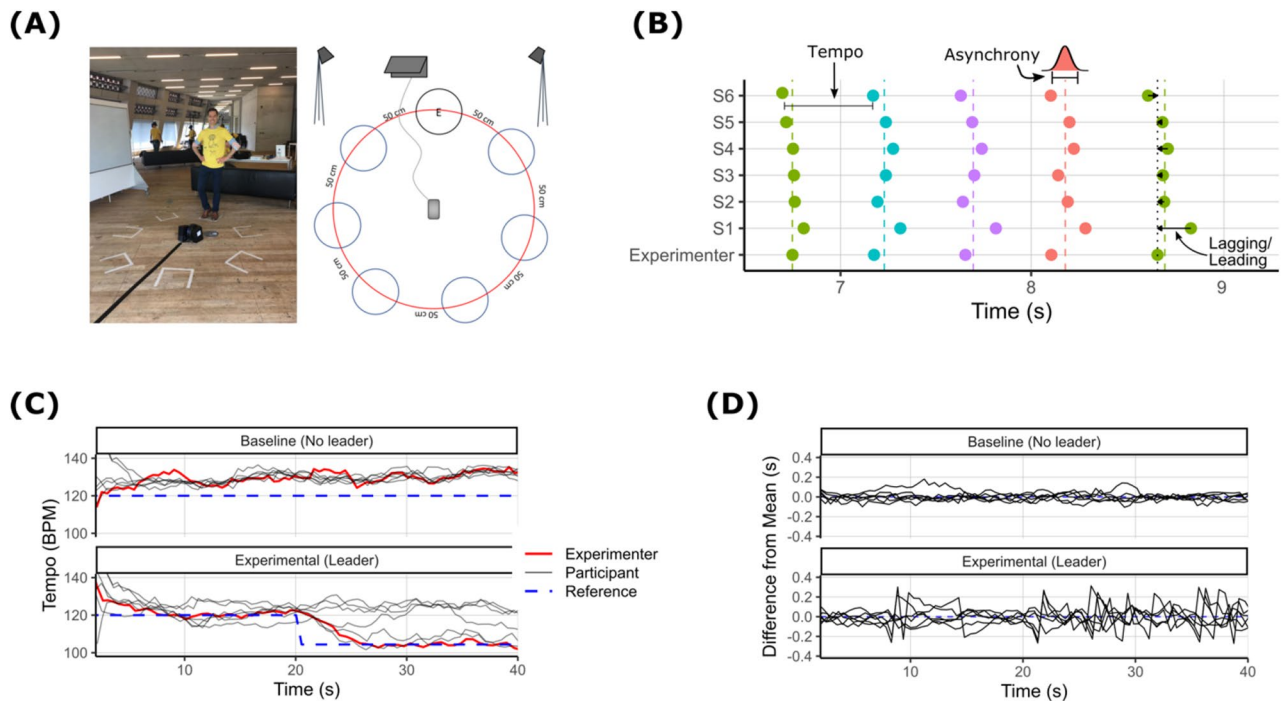 (A)
E
50 cm
50 cm
50 cm
50 cm
50 cm
50 cm
50 cm
(B)
Tempo
Asynchrony
S6
S5
S4
S3
S2
S1
Experimenter
Lagging/
Leading
7
8
9
Time (s)
(C)
Baseline (No leader)
140
120
100
Experimental (Leader)
140
120
100
Tempo (BPM)
10
20
30
40
Time (s)
Experimenter
Participant
Reference
(D)
Baseline (No leader)
0.4
0.2
0.0
-0.2
-0.4
Experimental (Leader)
0.4
0.2
0.0
-0.2
-0.4
Difference from Mean (s)
10
20
30
40
Time (s)